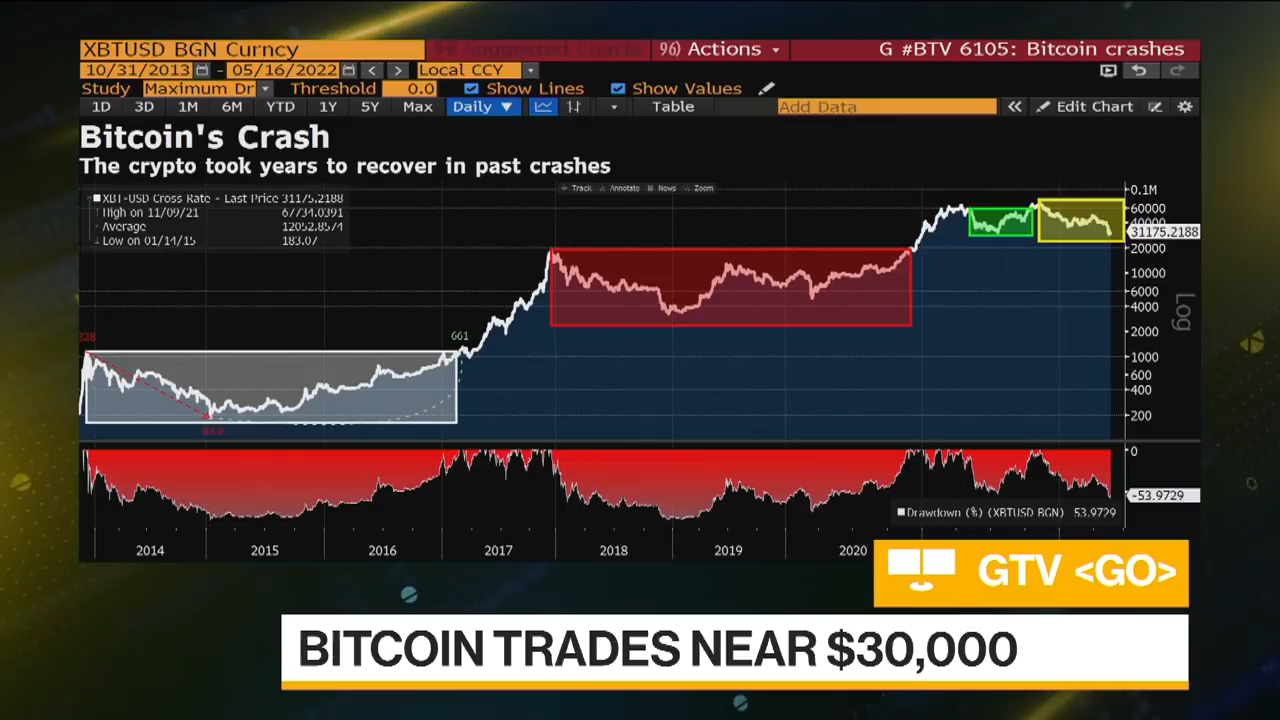 XBTUSD BGN Curncy
96) Actions
G #BTV 6105: Bitcoin crashes
10/31/2013 - 05/16/2022 < > Local CCY
Study Maximum Dr Threshold 0.0 Show Lines Show Values
1D 3D 1M 6M YTD 1Y 5Y Max Daily ▼ Table Add Data « Edit Chart
Bitcoin's Crash
The crypto took years to recover in past crashes
Track Annotate News Zoom
XBT-USD Cross Rate - Last Price 31175.2188
High on 11/09/21 67734.0391
Average 12052.8574
Low on 01/14/15 183.07
0.1M
60000
40000
31175.2188
20000
10000
6000
4000
2000
1000
600
400
200
Log
661
0
-53.9729
Drawdown (%) (XBTUSD BGN) 53.9729
2014 2015 2016 2017 2018 2019 2020
GTV <GO>
BITCOIN TRADES NEAR $30,000